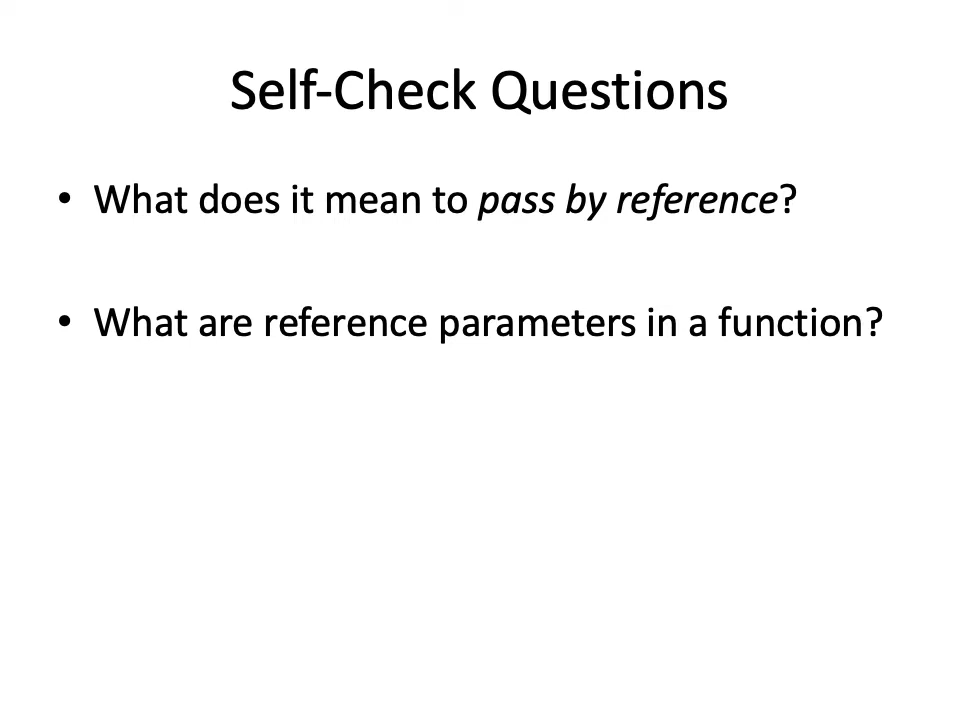 Self-Check Questions
• What does it mean to pass by reference?
• What are reference parameters in a function?